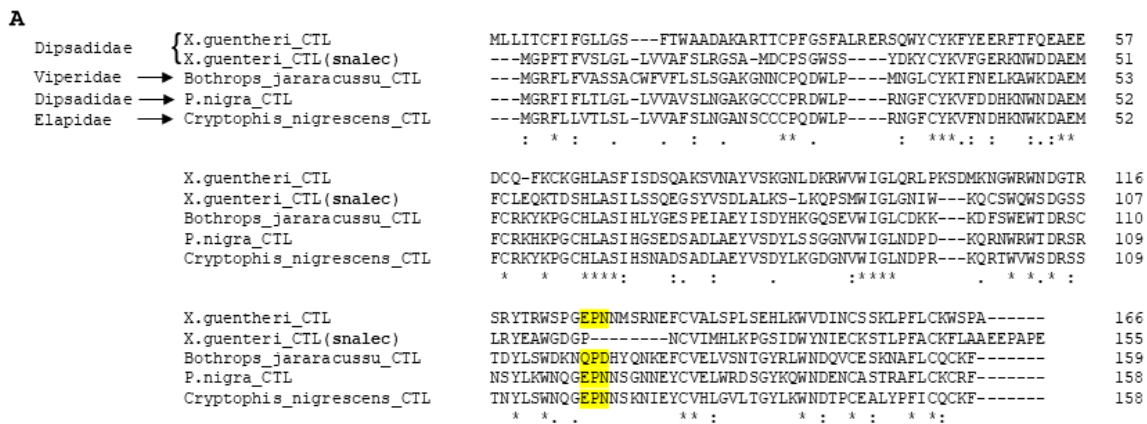 A
Dipsadidae { X.guentheri_CTL MLLITCFIFGLLGS---FTWAADAKARTTCPFGSFALRERSQWYCYKFYEERFTFQEAEE 57
X.guenteri_CTL(snalec) ---MGPFIFVSLGL-LVVAFSLRGSA-MDCPSGWSS----YDKYCYKVFGERKNWDDAEM 51
Viperidae → Bothrops_jararacussu_CTL ---MGRFLFVASSACWFVFLSLSGAKGNNCPQDWLP----MNGLCYKIFNELKAWKDAEM 53
Dipsadidae → P.nigra_CTL ---MGRFIFLTLGL-LVVAVSLNGAKGCCCPRDWLP----RNGFCYKVFDDHKNWNDAEM 52
Elapidae → Cryptophis_nigrescens_CTL ---MGRFLLVTLSL-LVVAFSLNGANSCCCPQDWLP----RNGFCYKVFNDHKNWKDAEM 52
: * : . : . ** . : ***.: : :.:**
X.guentheri_CTL DCQ-FKCKGHLASFISDSQAKSVNAYVSKGNLDKRWVWIGLQRLPKSDMKNGWRWNDGTR 116
X.guenteri_CTL(snalec) FCLEQKTDSHLASILSSQEGSYVSDLALKS-LKQPSMWIGLGNIW---KQCSWQWSDGSS 107
Bothrops_jararacussu_CTL FCRKYKPGCHLASIHLYGESPEIAEYISDYHKGQSEVWIGLCDKK---KDFSWEWTDRSC 110
P.nigra_CTL FCRKHKPGCHLASIHGSEDSADLAEYVSDYLSSGGNVWIGLNDPD---KQRNWRWTDRSR 109
Cryptophis_nigrescens_CTL FCRKYKPGCHLASIHSNADSADLAEYVSDYLKGDGNVWIGLNDPR---KQRTWVWSDRSS 109
* * ****: :. : :**** . * *.* :
X.guentheri_CTL SRYTRWSPGEPNNMSRNEFCVALSPLSEHLKWVDINCSSKLPFLCKWSPA------ 166
X.guenteri_CTL(snalec) LRYEAWGDGP--------NCVIMHLKPGSIDWYNIECKSTLPFACKFLAAEEPAPE 155
Bothrops_jararacussu_CTL TDYLSWDKNQPDHYQNKEFCVELVSNTGYRLWNDQVCESKNAFLCQCKF------- 159
P.nigra_CTL NSYLKWNQGEPNNSGNNEYCVELWRDSGYKQWNDENCASTRAFLCKCRF------- 158
Cryptophis_nigrescens_CTL TNYLSWNQGEPNNSKNIEYCVHLGVLTGYLKWNDTPCEALYPFICQCKF------- 158
* *. . ** : * : * : * *: